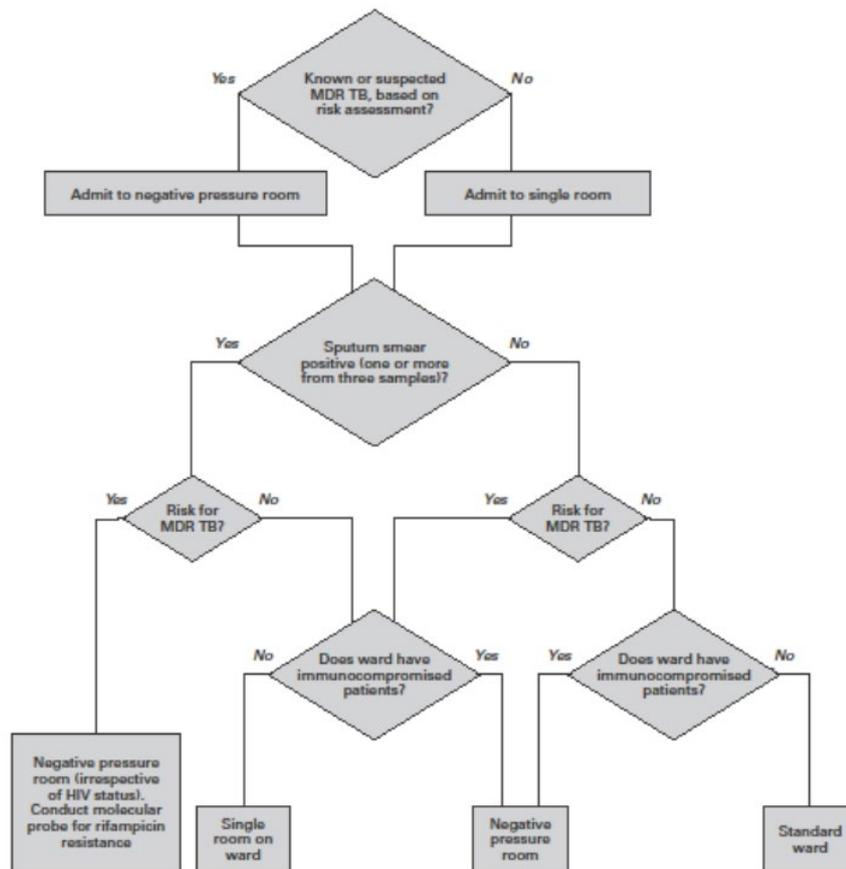 Yes
Known or suspected
MDR TB, based on
risk assessment?
No
Admit to negative pressure room
Admit to single room
Yes
Sputum smear
positive (one or more
from three samples)?
No
Yes
Risk for
MDR TB?
No
Yes
Risk for
MDR TB?
No
No
Does ward have
immunocompromised
patients?
Yes
Yes
Does ward have
immunocompromised
patients?
No
Negative pressure
room (irrespective
of HIV status).
Conduct molecular
probe for rifampicin
resistance
Single
room on
ward
Negative
pressure
room
Standard
ward